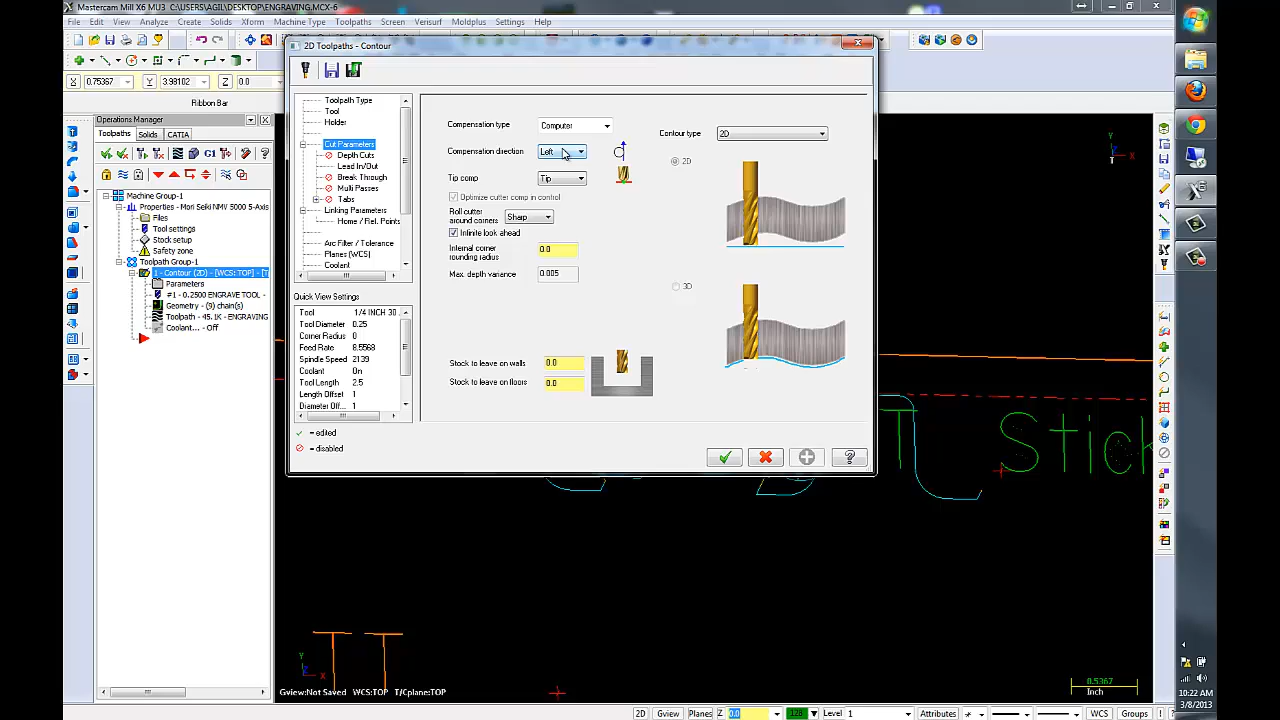 Mastercam Mill X6 MU3 C:\USERS\AGIL\DESKTOP\ENGRAVING.MCX-6
File Edit View Analyze Create Solids Xform Machine Type Toolpaths Screen Verisurf Moldplus Settings Help
X 0.75367 Y 3.98102 Z 0.0
Ribbon Bar
Operations Manager
Toolpaths Solids CATIA
G1
Machine Group-1
Properties - Mori Seiki NMV 5000 5-Axis
Files
Tool settings
Stock setup
Safety zone
Toolpath Group-1
1 - Contour (2D) - [WCS: TOP] - [T
Parameters
#1 - 0.2500 ENGRAVE TOOL -
Geometry - (9) chain(s)
Toolpath - 45.1K - ENGRAVING
Coolant... - Off
2D Toolpaths - Contour
Toolpath Type
Tool
Holder
Cut Parameters
Depth Cuts
Lead In/Out
Break Through
Multi Passes
Tabs
Linking Parameters
Home / Ref. Points
Arc Filter / Tolerance
Planes (WCS)
Coolant
Quick View Settings
Tool 1/4 INCH 30
Tool Diameter 0.25
Corner Radius 0
Feed Rate 8.5568
Spindle Speed 2139
Coolant On
Tool Length 2.5
Length Offset 1
Diameter Off... 1
= edited
= disabled
Compensation type Computer
Compensation direction Left
Tip comp Tip
Optimize cutter comp in control
Roll cutter around corners Sharp
Infinite look ahead
Internal corner rounding radius 0.0
Max. depth variance 0.005
Stock to leave on walls 0.0
Stock to leave on floors 0.0
Contour type 2D
2D
3D
T Stick
TT
Y
X
Y
X
Gview:Not Saved WCS:TOP T/Cplane:TOP
0.5367
Inch
2D Gview Planes Z 0.0 128 Level 1 Attributes WCS Groups
10:22 AM
3/8/2013